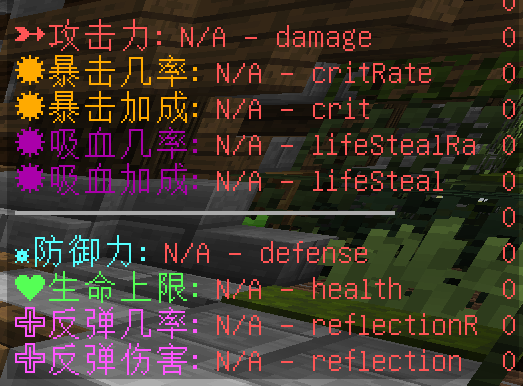 攻击力: N/A - damage 0
暴击几率: N/A - critRate 0
暴击加成: N/A - crit 0
吸血几率: N/A - lifeStealRa 0
吸血加成: N/A - lifeSteal 0
0
防御力: N/A - defense 0
生命上限: N/A - health 0
反弹几率: N/A - reflectionR 0
反弹伤害: N/A - reflection 0